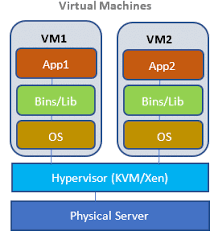 Virtual Machines
VM1
VM2
App1
App2
Bins/Lib
Bins/Lib
OS
OS
Hypervisor (KVM/Xen)
Physical Server